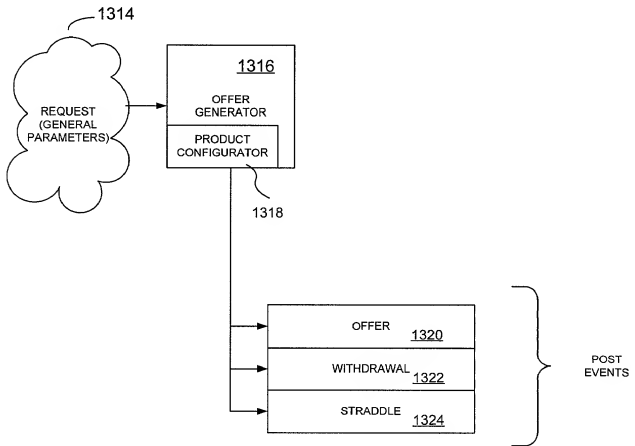 1314
REQUEST
(GENERAL
PARAMETERS)
1316
OFFER
GENERATOR
PRODUCT
CONFIGURATOR
1318
OFFER 1320
WITHDRAWAL 1322
STRADDLE 1324
POST
EVENTS